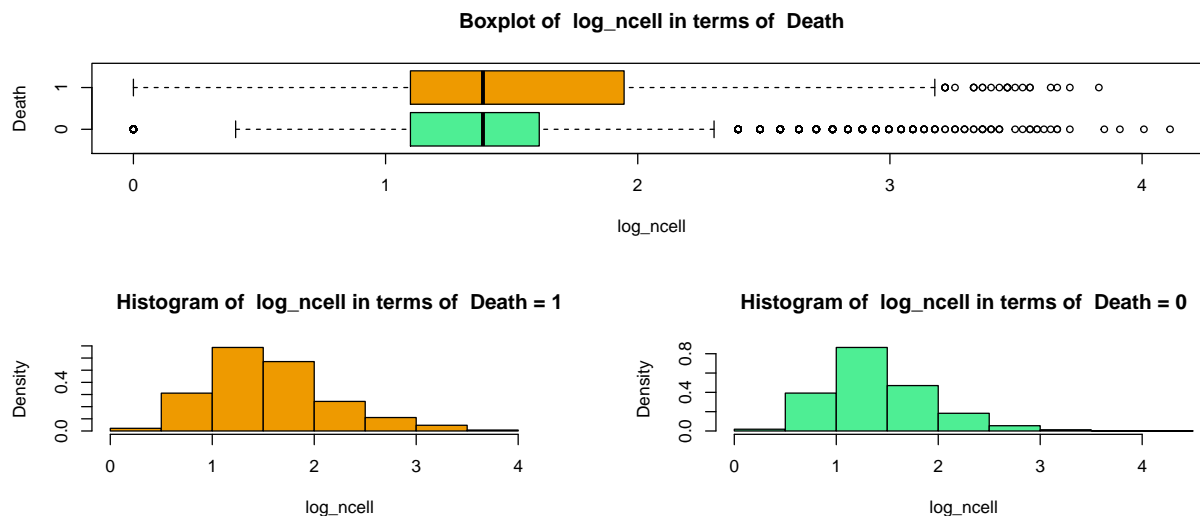 Boxplot of  log_ncell in terms of  Death
Death
1
0
0 1 2 3 4
log_ncell
Histogram of  log_ncell in terms of  Death = 1
Density
0.4
0.0
0 1 2 3 4
log_ncell
Histogram of  log_ncell in terms of  Death = 0
Density
0.8
0.4
0.0
0 1 2 3 4
log_ncell